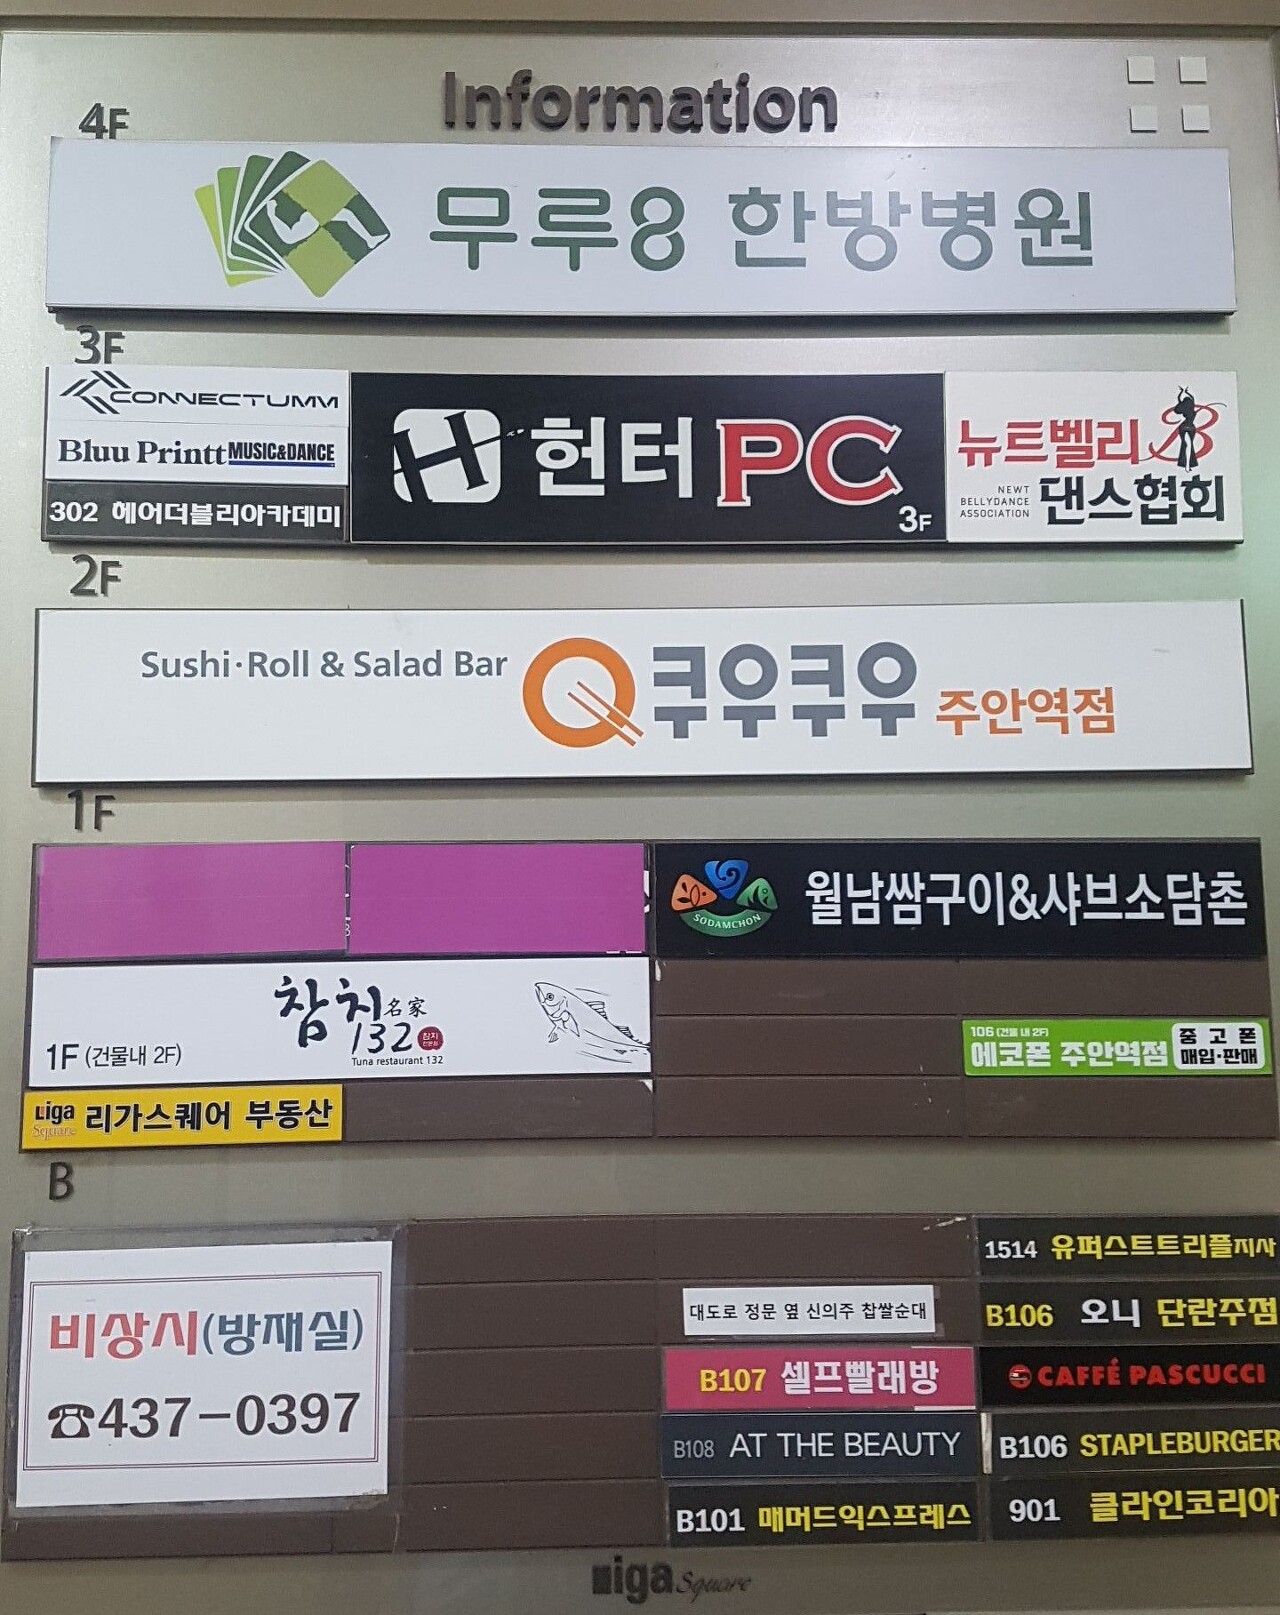 Information
4F
무루8 한방병원
3F
CONNECTUMM
Bluu Printt MUSIC&DANCE
302 헤어더블리아카데미
헌터PC
3F
뉴트벨리
NEWT
BELLYDANCE
ASSOCIATION
댄스협회
2F
Sushi·Roll & Salad Bar
쿠우쿠우 주안역점
1F
SODAMCHON
월남쌈구이&샤브소담촌
참치名家
132
참치
Tuna restaurant 132
1F (건물내 2F)
106 (건물 내 2F)
에코폰 주안역점
중고폰
매입·판매
Liga
Square
리가스퀘어 부동산
B
비상시(방재실)
☎437-0397
1514 유퍼스트트리플지사
대도로 정문 옆 신의주 찹쌀순대
B106 오니 단란주점
B107 셀프빨래방
CAFFÉ PASCUCCI
B108 AT THE BEAUTY
B106 STAPLEBURGER
B101 매머드익스프레스
901 클라인코리아
Liga Square